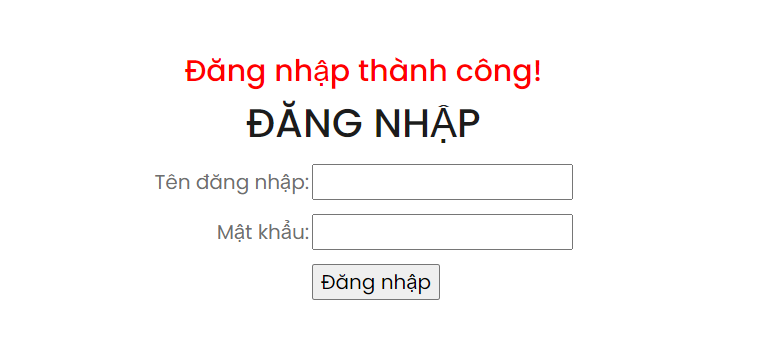 Đăng nhập thành công!
ĐĂNG NHẬP
Tên đăng nhập:
Mật khẩu:
Đăng nhập